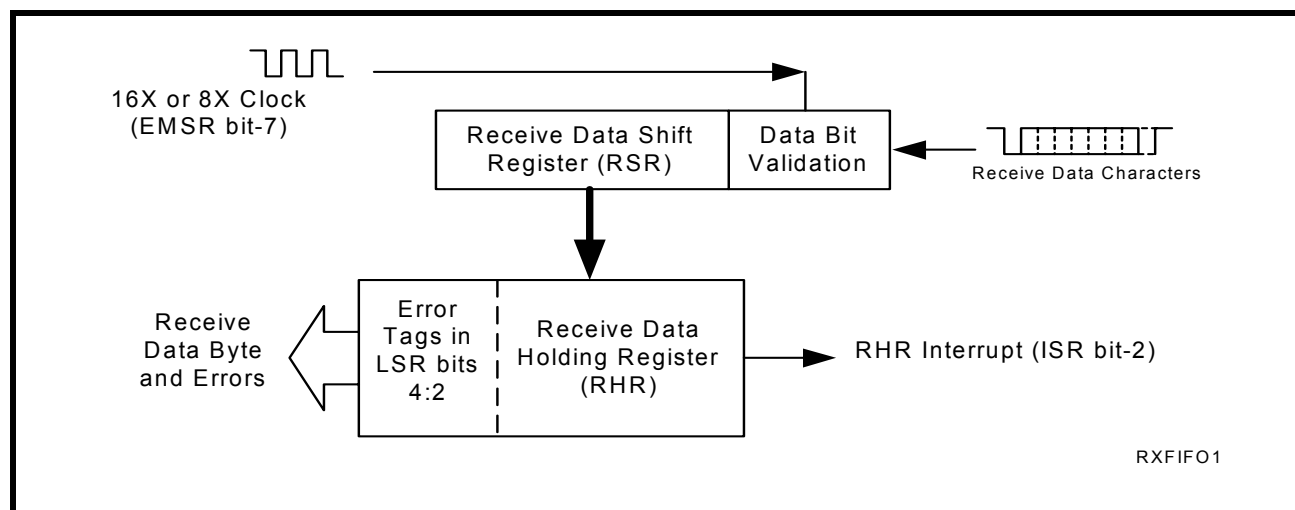 16X or 8X Clock
(EMSR bit-7)
Receive Data Shift
Register (RSR)
Data Bit
Validation
Receive Data Characters
Receive
Data Byte
and Errors
Error
Tags in
LSR bits
4:2
Receive Data
Holding Register
(RHR)
RHR Interrupt (ISR bit-2)
RXFIFO1